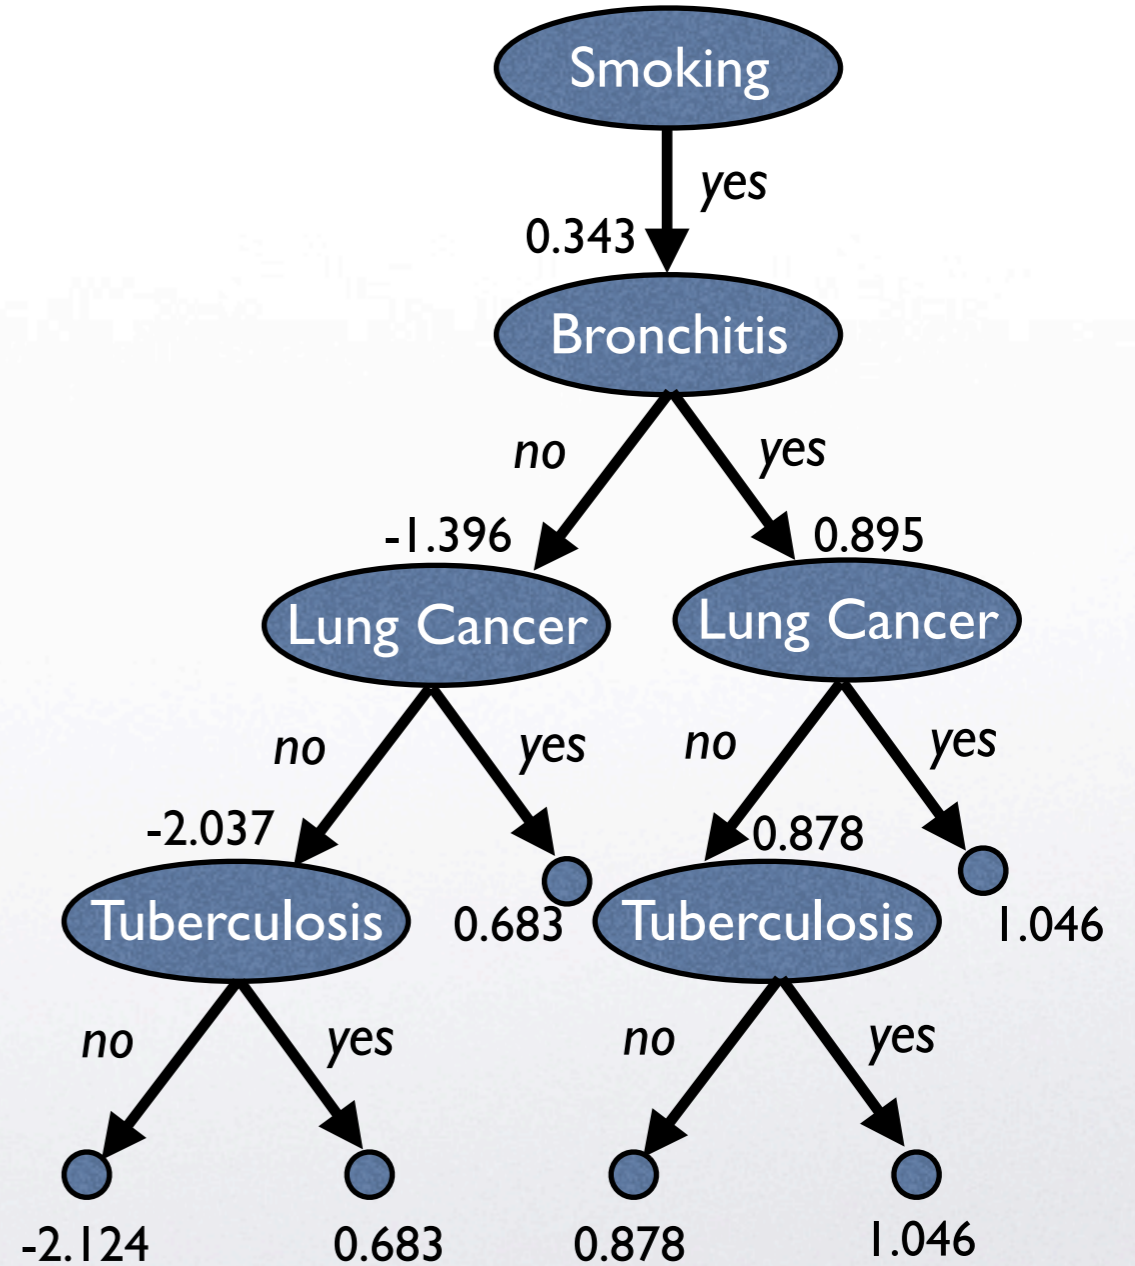 Smoking
yes
0.343
Bronchitis
no
yes
-1.396
0.895
Lung Cancer
Lung Cancer
no
yes
no
yes
-2.037
0.878
Tuberculosis
0.683
Tuberculosis
1.046
no
yes
no
yes
-2.124
0.683
0.878
1.046